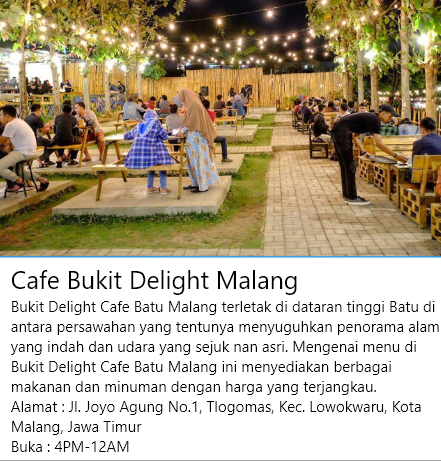 Cafe Bukit Delight Malang
Bukit Delight Cafe Batu Malang terletak di dataran tinggi Batu di
antara persawahan yang tentunya menyuguhkan penorama alam
yang indah dan udara yang sejuk nan asri. Mengenai menu di
Bukit Delight Cafe Batu Malang ini menyediakan berbagai
makanan dan minuman dengan harga yang terjangkau.
Alamat : Jl. Joyo Agung No.1, Tlogomas, Kec. Lowokwaru, Kota
Malang, Jawa Timur
Buka : 4PM-12AM